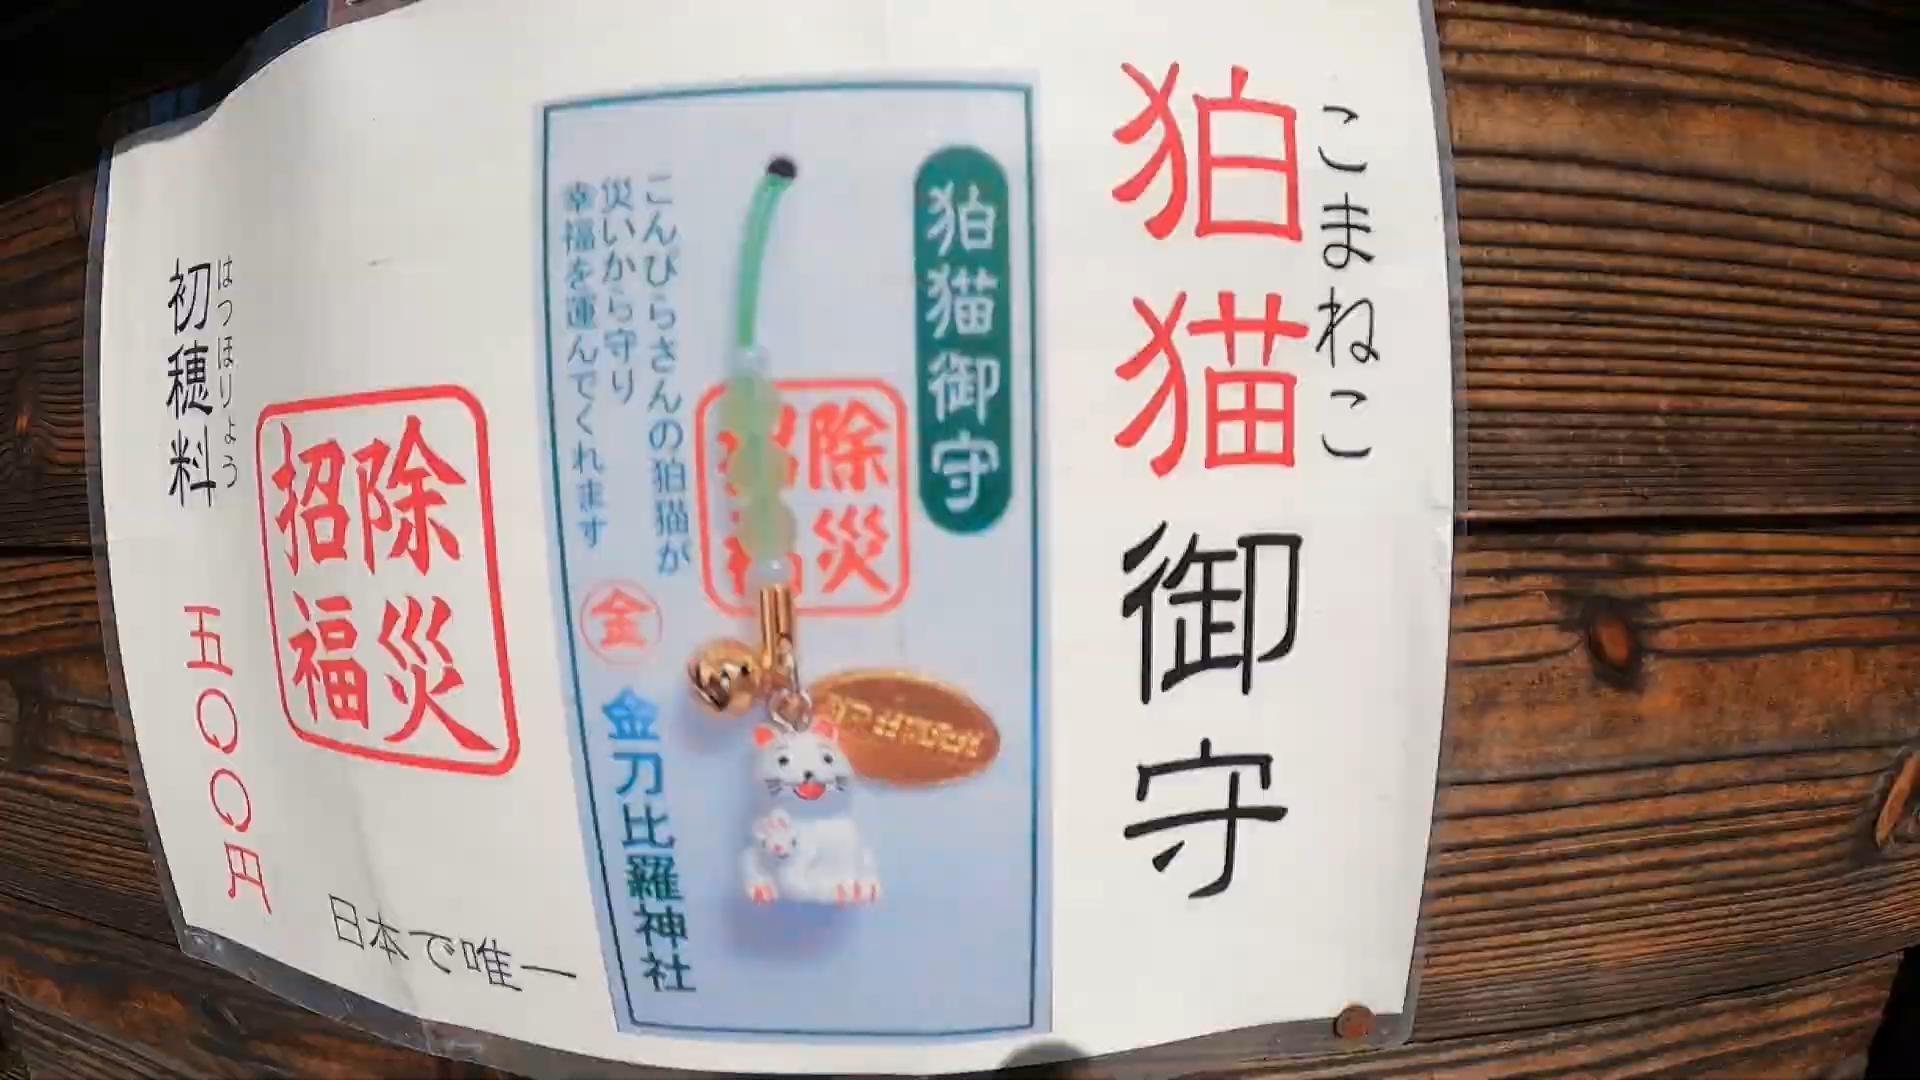 こまねこ
狛猫御守
狛猫御守
除災
招
こんぴらさんの狛猫が
災いから守り
幸福を運んでくれます
金
金刀比羅神社
除災
招福
はつほりょう
初穂料
五〇〇円
日本で唯一